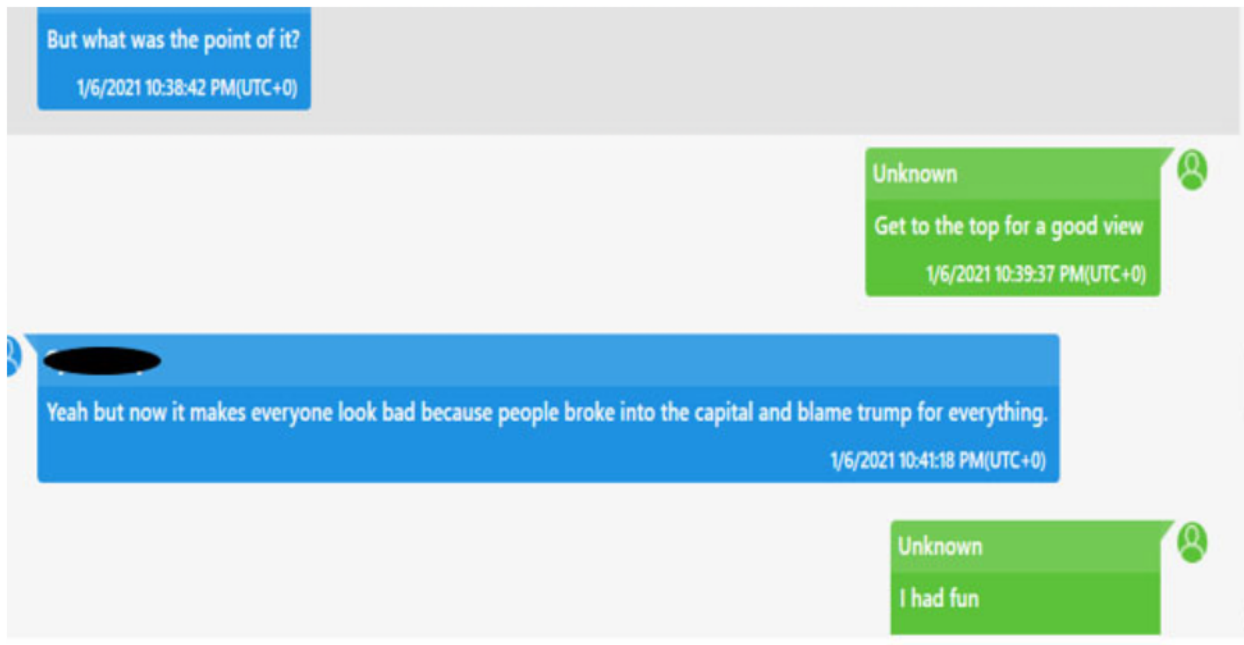 But what was the point of it?
1/6/2021 10:38:42 PM(UTC+0)
Unknown
Get to the top for a good view
1/6/2021 10:39:37 PM(UTC+0)
Yeah but now it makes everyone look bad because people broke into the capital and blame trump for everything.
1/6/2021 10:41:18 PM(UTC+0)
Unknown
I had fun